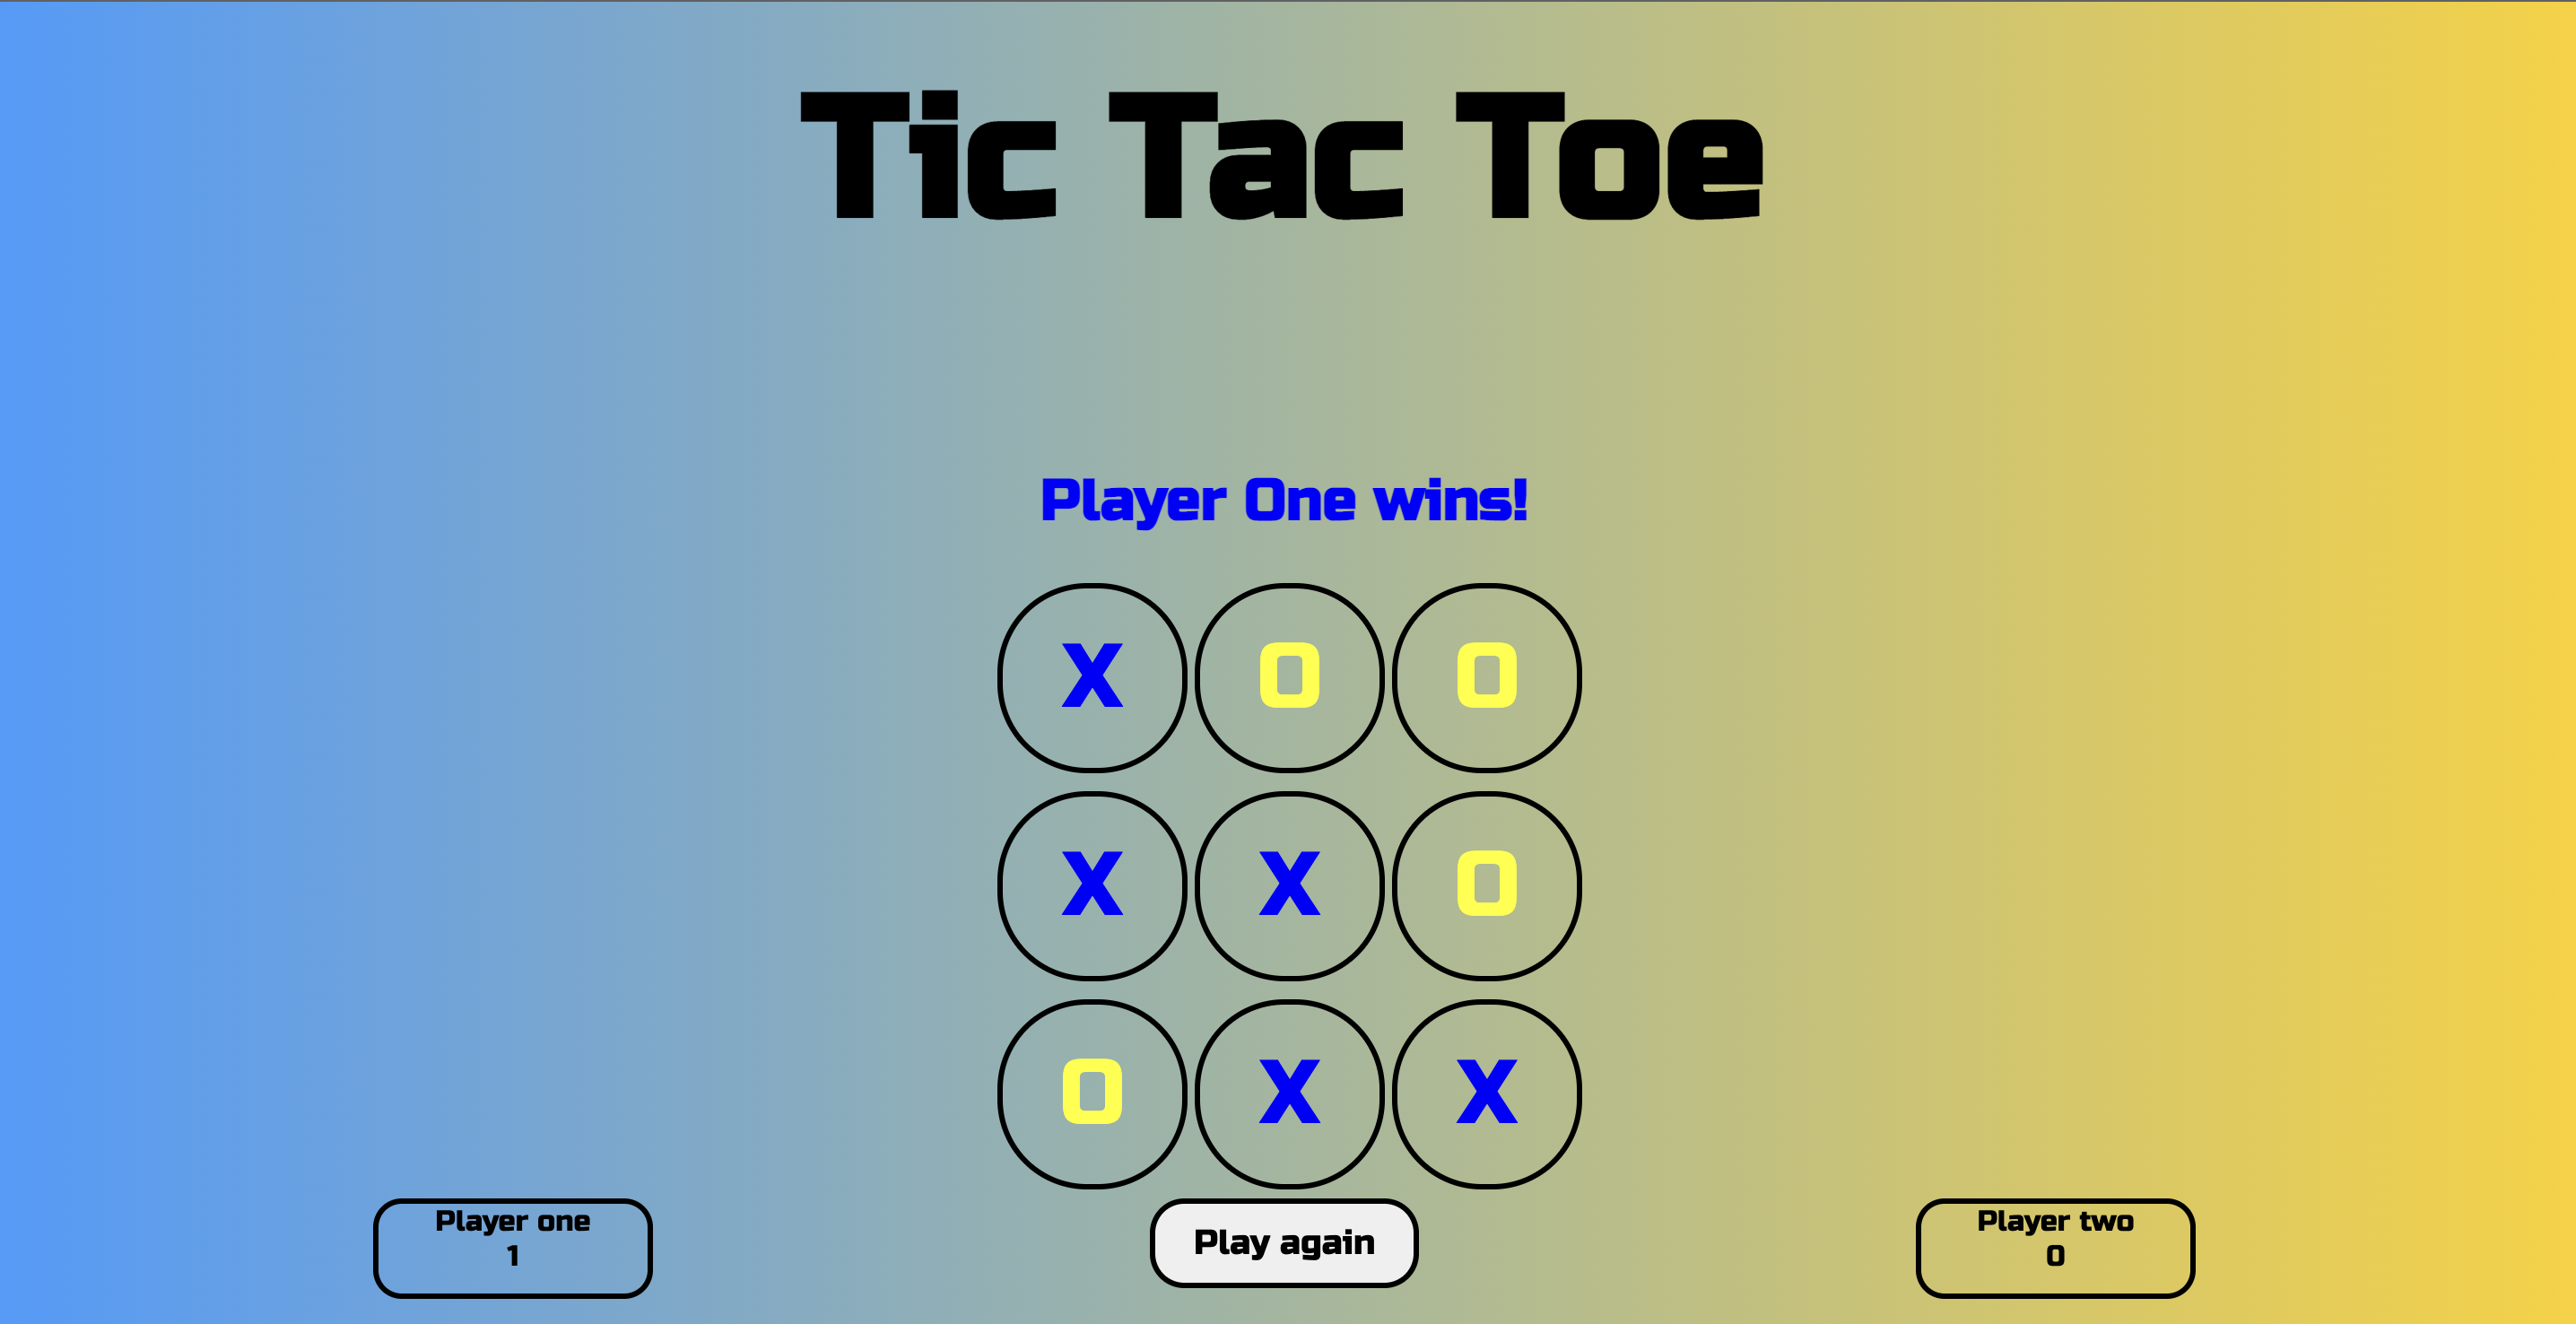 Tic Tac Toe
Player One wins!
X O O
X X O
O X X
Player one
1
Play again
Player two
0